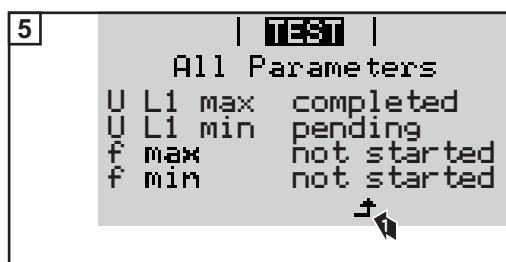 5
| TEST |
All Parameters
U L1 max completed
U L1 min pending
f max not started
f min not started
1